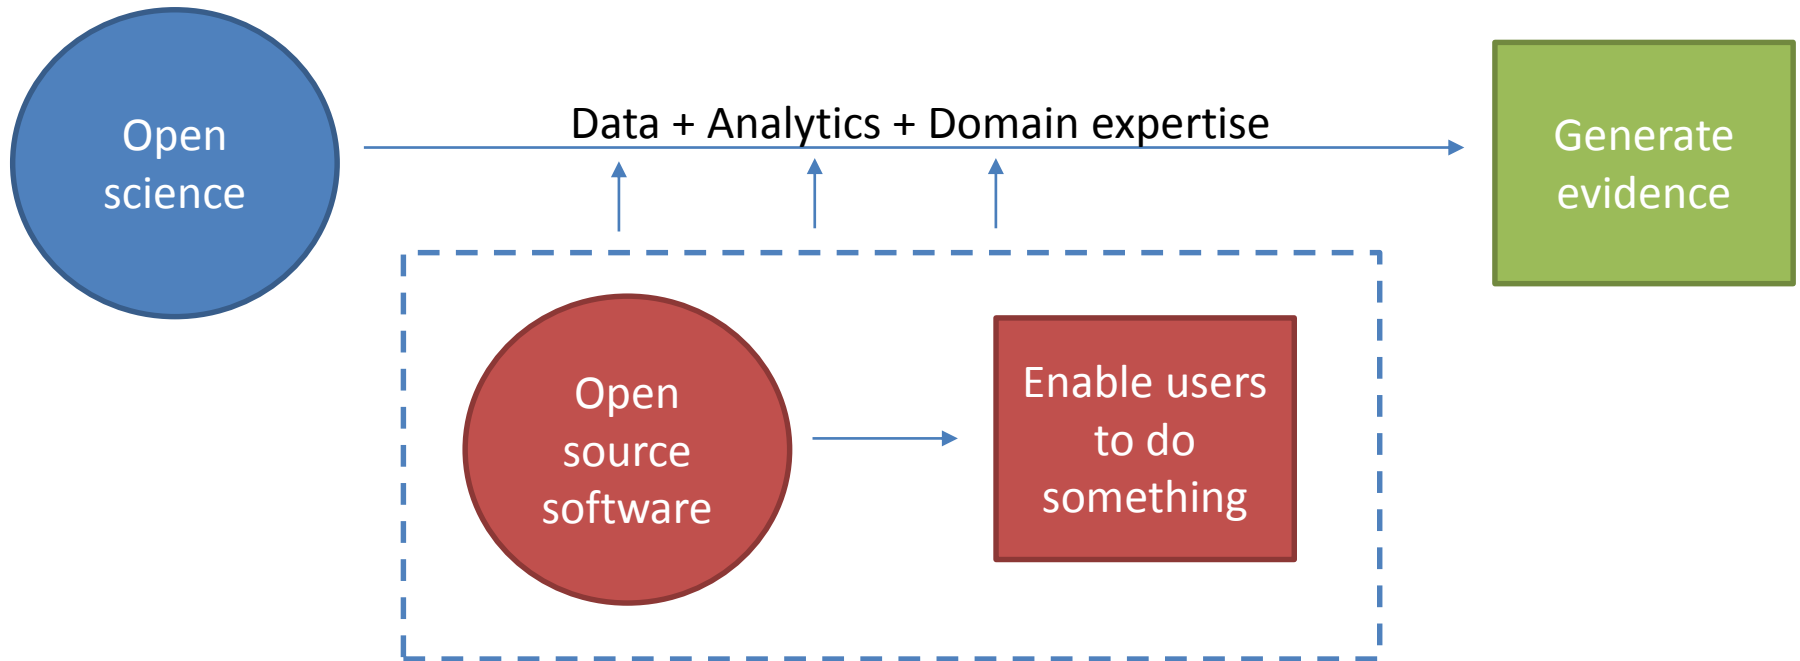 Open
science
Data + Analytics + Domain expertise
Generate
evidence
Open
source
software
Enable users
to do
something